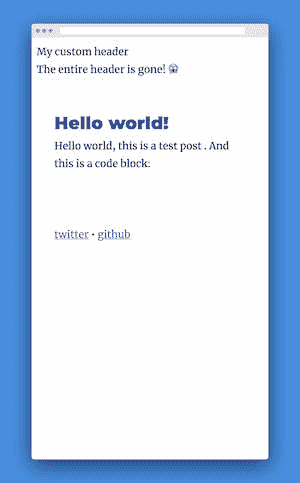 My custom header
The entire header is gone! 😱
Hello world!
Hello world, this is a test post . And
this is a code block:
twitter • github